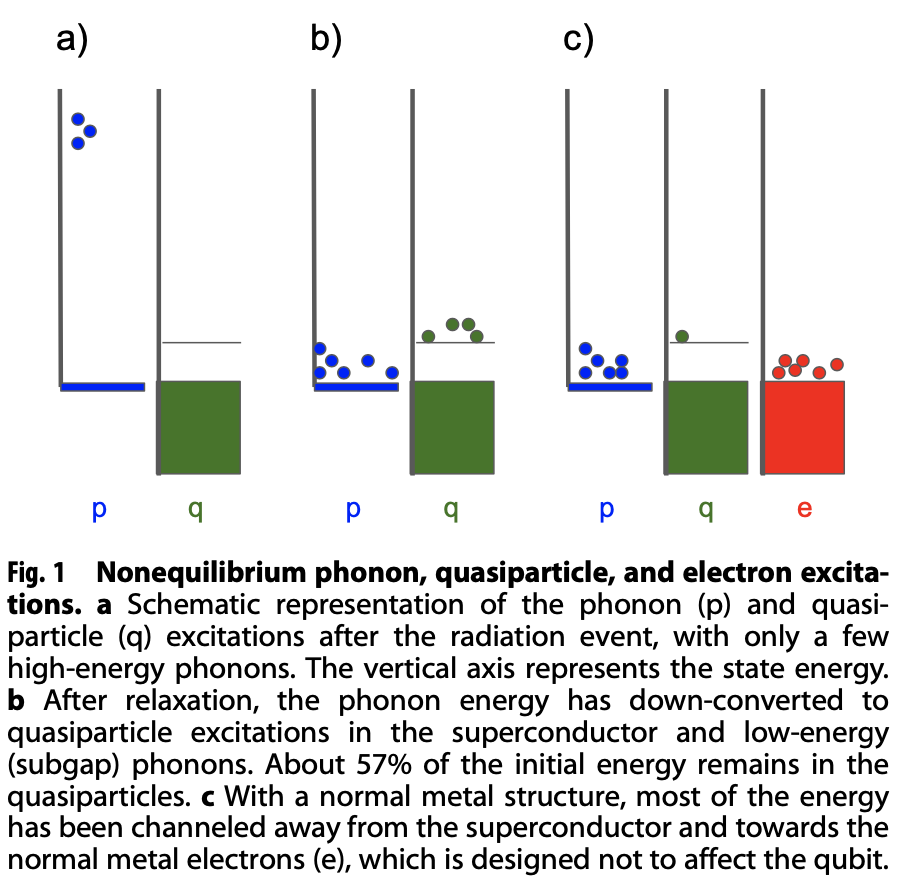 a)
b)
c)
p
q
p
q
p
q
e
Fig. 1 Nonequilibrium phonon, quasiparticle, and electron excita-
tions. a Schematic representation of the phonon (p) and quasi-
particle (q) excitations after the radiation event, with only a few
high-energy phonons. The vertical axis represents the state energy.
b After relaxation, the phonon energy has down-converted to
quasiparticle excitations in the superconductor and low-energy
(subgap) phonons. About 57% of the initial energy remains in the
quasiparticles. c With a normal metal structure, most of the energy
has been channeled away from the superconductor and towards the
normal metal electrons (e), which is designed not to affect the qubit.